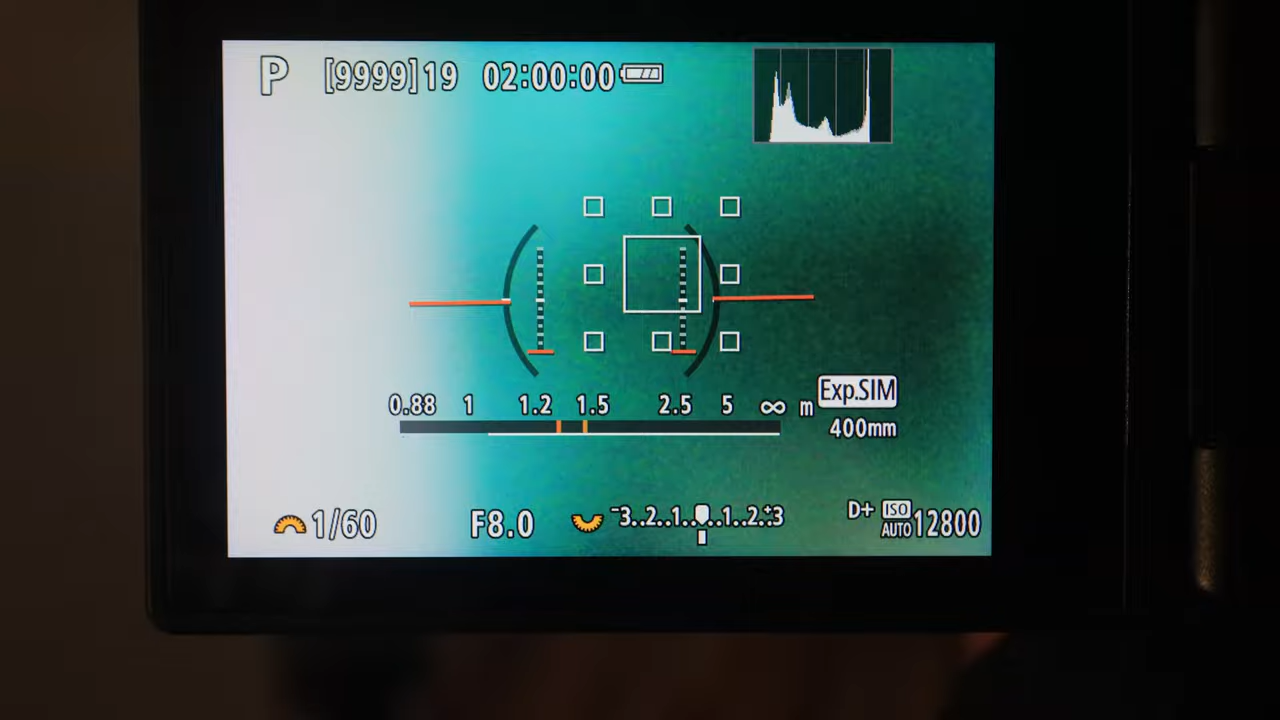 P [9999] 19 02:00:00
0.88 1 1.2 1.5 2.5 5 ∞ m
Exp.SIM
400mm
1/60 F8.0 -3..2..1..0..1..2..+3 D+ ISO AUTO 12800